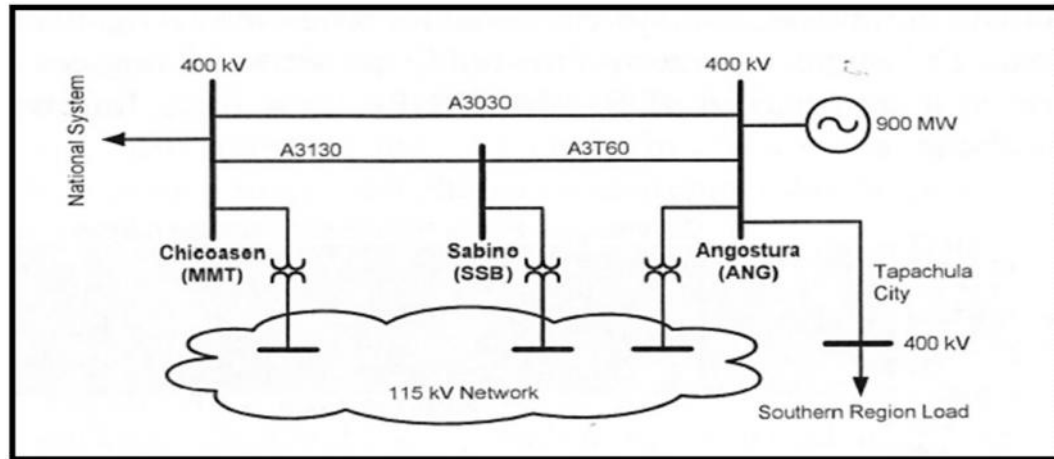 400 kV
400 kV
A3030
900 MW
National System
A3130
A3T60
Chicoasen
(MMT)
Sabino
(SSB)
Angostura
(ANG)
Tapachula
City
400 kV
115 kV Network
Southern Region Load